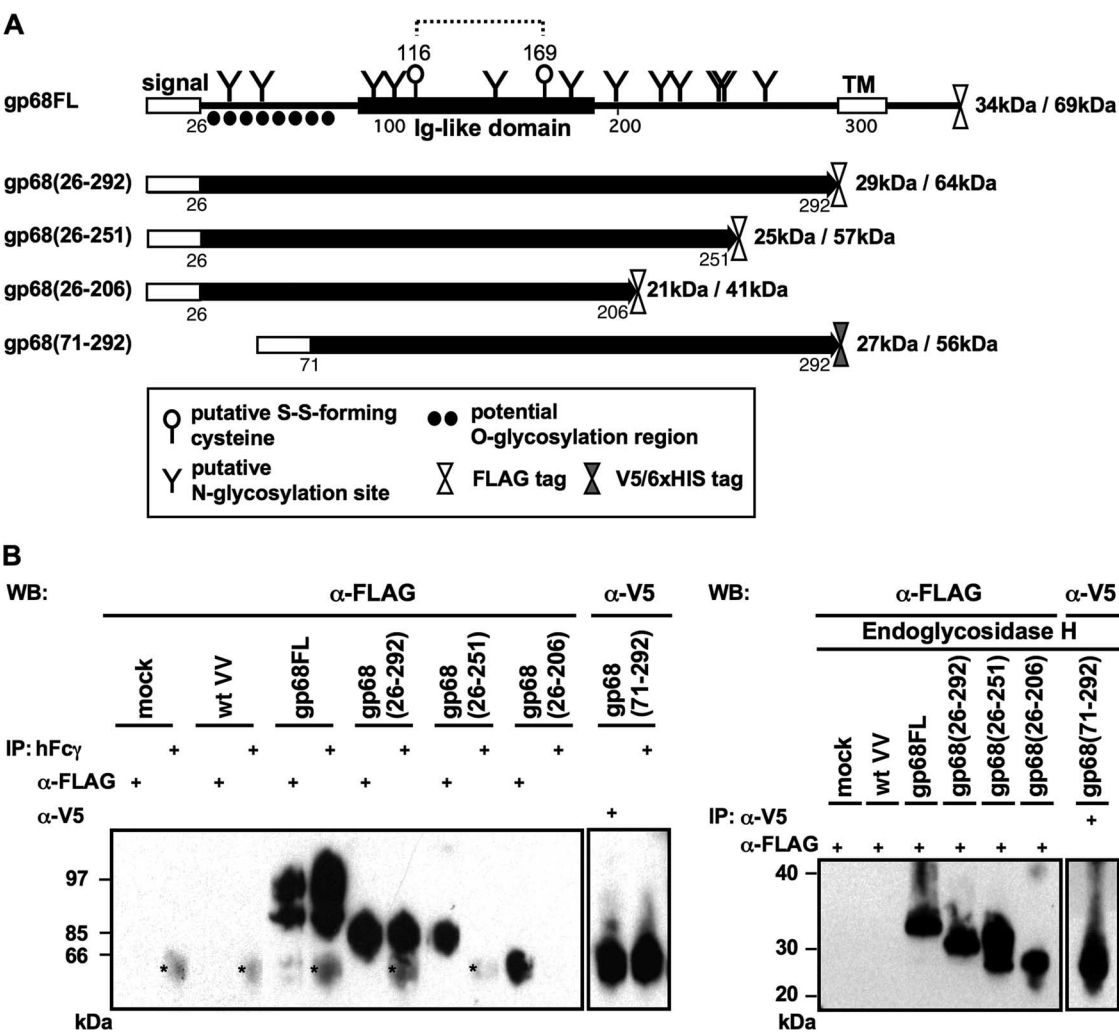 A
116 169
signal TM
gp68FL 34kDa / 69kDa
26 100 Ig-like domain 200 300
gp68(26-292) 29kDa / 64kDa
26 292
gp68(26-251) 25kDa / 57kDa
26 251
gp68(26-206) 21kDa / 41kDa
26 206
gp68(71-292) 27kDa / 56kDa
71 292
putative S-S-forming
cysteine
potential
O-glycosylation region
putative
N-glycosylation site
FLAG tag
V5/6xHIS tag
B
WB: α-FLAG α-V5
mock
wt VV
gp68FL
gp68
(26-292)
gp68
(26-251)
gp68
(26-206)
gp68
(71-292)
IP: hFcγ + + + + + + +
α-FLAG + + + + + +
α-V5 +
97
85
66
* * * * *
kDa
WB: α-FLAG α-V5
Endoglycosidase H
mock
wt VV
gp68FL
gp68(26-292)
gp68(26-251)
gp68(26-206)
gp68(71-292)
IP: α-V5 +
α-FLAG + + + + + +
40
30
20
kDa